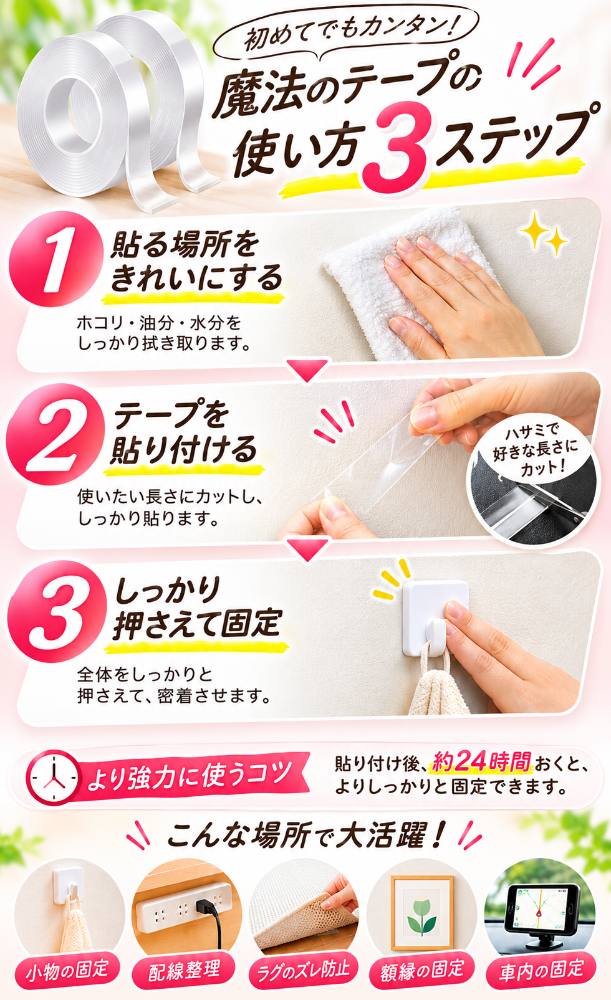 初めてでもカンタン！
魔法のテープの
使い方3ステップ
1
貼る場所を
きれいにする
ホコリ・油分・水分を
しっかり拭き取ります。
2
テープを
貼り付ける
使いたい長さにカットし、
しっかり貼ります。
ハサミで
好きな長さに
カット！
3
しっかり
押さえて固定
全体をしっかりと
押さえて、密着させます。
より強力に使うコツ
貼り付け後、約24時間おくと、
よりしっかりと固定できます。
こんな場所で大活躍！
小物の固定
配線整理
ラグのズレ防止
額縁の固定
車内の固定